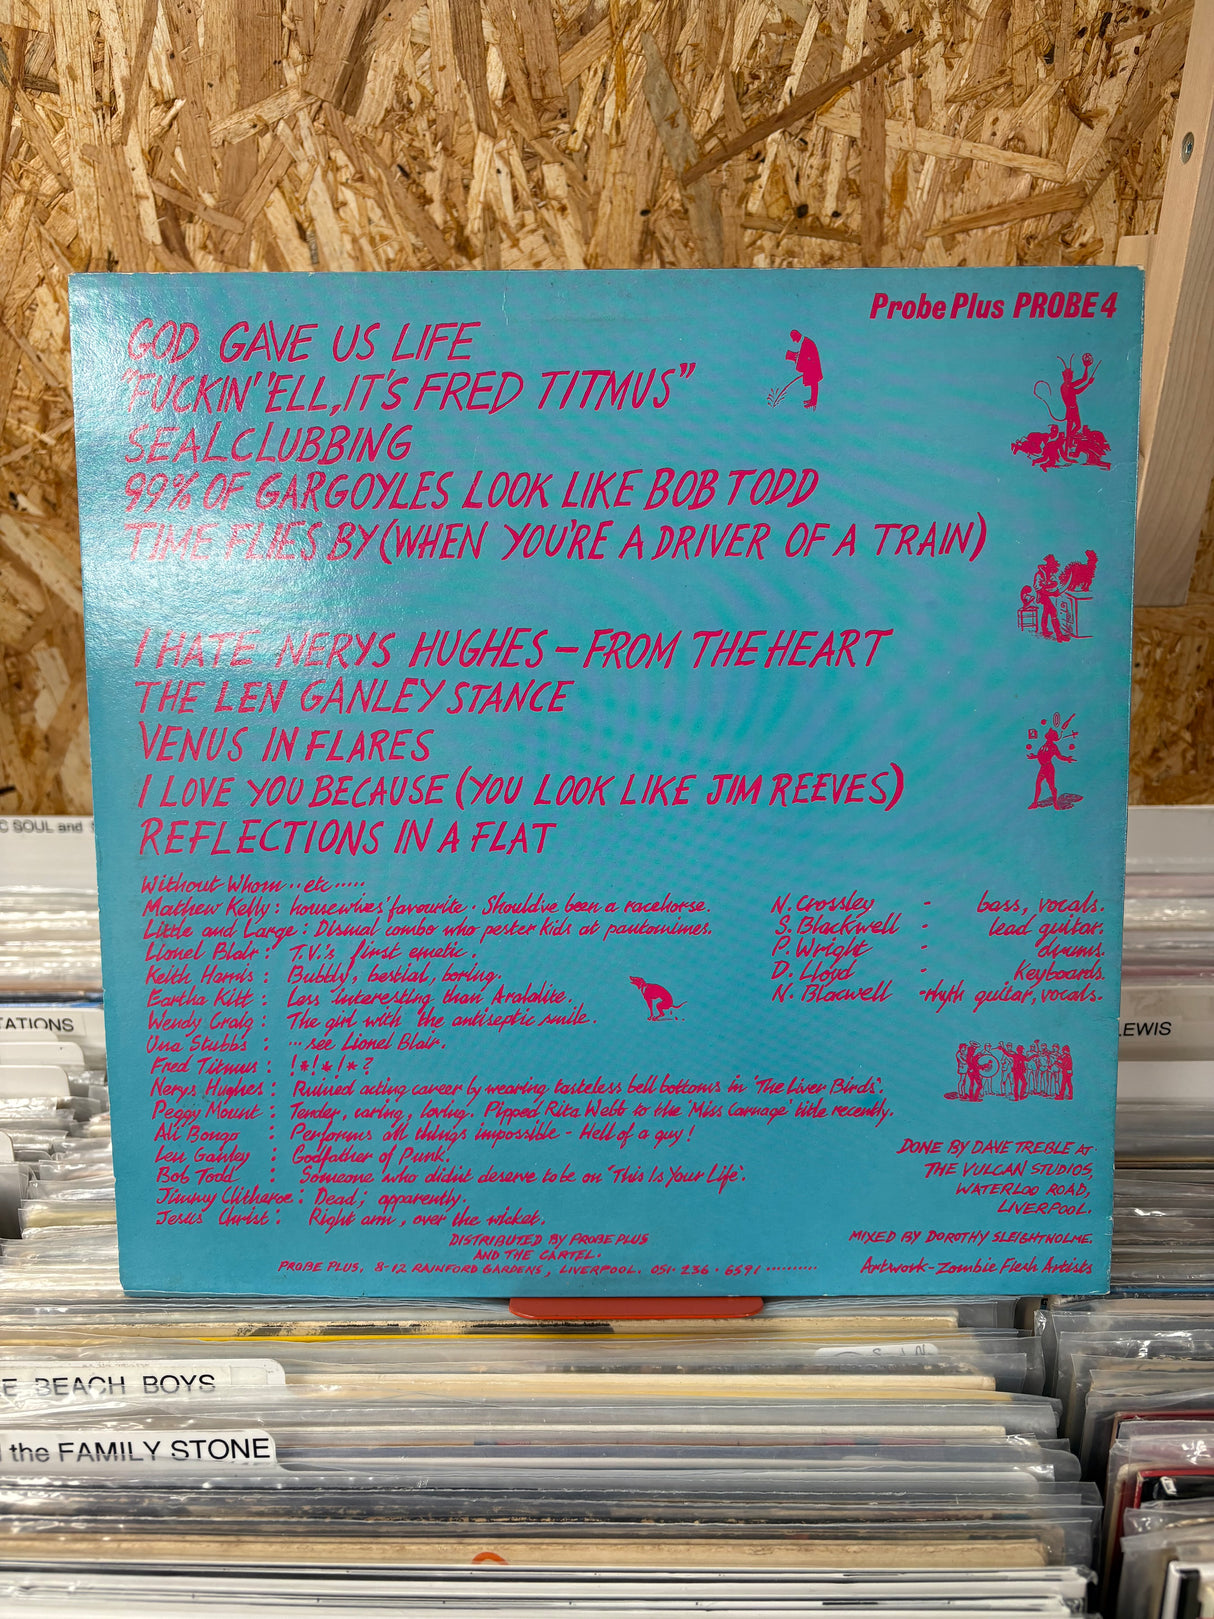 Probe Plus PROBE 4
GOD GAVE US LIFE
"FUCKIN' 'ELL, IT'S FRED TITMUS"
SEALCLUBBING
99% OF GARGOYLES LOOK LIKE BOB TODD
TIME FLIES BY (WHEN YOU'RE A DRIVER OF A TRAIN)
I HATE NERYS HUGHES - FROM THE HEART
THE LEN GANLEY STANCE
VENUS IN FLARES
I LOVE YOU BECAUSE (YOU LOOK LIKE JIM REEVES)
REFLECTIONS IN A FLAT
Without Whom .. etc .....
Mathew Kelly : housewives' favourite . Should've been a racehorse.
Little and Large : Dismal combo who pester kids at pantomimes.
Lionel Blair : T.V.'s first emetic.
Keith Harris : Bubbly, bestial, boring.
Eartha Kitt : Less interesting than Araldite.
Wendy Craig : The girl with the antiseptic smile.
Una Stubbs : ... see Lionel Blair.
Fred Titmus : !*!*!*?
Nerys Hughes : Ruined acting career by wearing tasteless bell bottoms in 'The Liver Birds'.
Peggy Mount : Tender, caring, loving. Pipped Rita Webb to the 'Miss Carnage' title recently.
Ali Bongo : Performs all things impossible - Hell of a guy!
Len Ganley : Godfather of Punk.
Bob Todd : Someone who didn't deserve to be on 'This Is Your Life'.
Jimmy Clitheroe : Dead; apparently.
Jesus Christ : Right arm, over the wicket.
N. Crossley - bass, vocals.
S. Blackwell - lead guitar.
P. Wright - drums.
D. Lloyd - Keyboards.
N. Blacwell - rhyth guitar, vocals.
DONE BY DAVE TREBLE AT
THE VULCAN STUDIOS,
WATERLOO ROAD,
LIVERPOOL.
MIXED BY DOROTHY SLEIGHTHOLME.
Artwork - Zombie Flesh Artists
DISTRIBUTED BY PROBE PLUS
AND THE CARTEL.
PROBE PLUS, 8-12 RAINFORD GARDENS, LIVERPOOL. 051 · 236 · 6591 ..........
C SOUL and
TATIONS
LEWIS
E BEACH BOYS
the FAMILY STONE